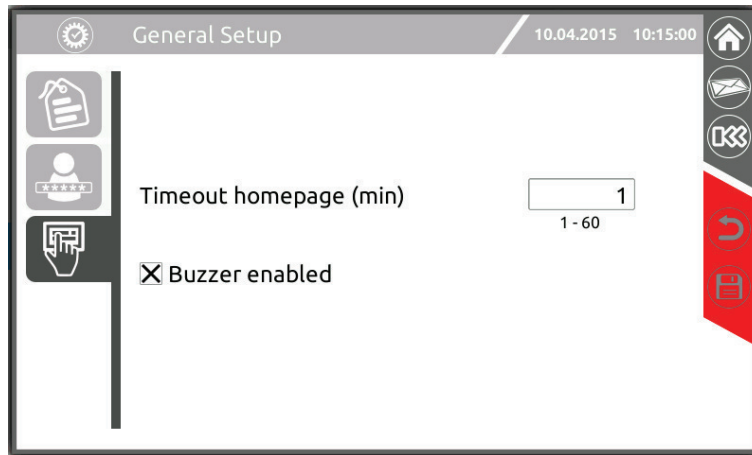 General Setup
10.04.2015 10:15:00
*****
Timeout homepage (min)
1
1 - 60
Buzzer enabled